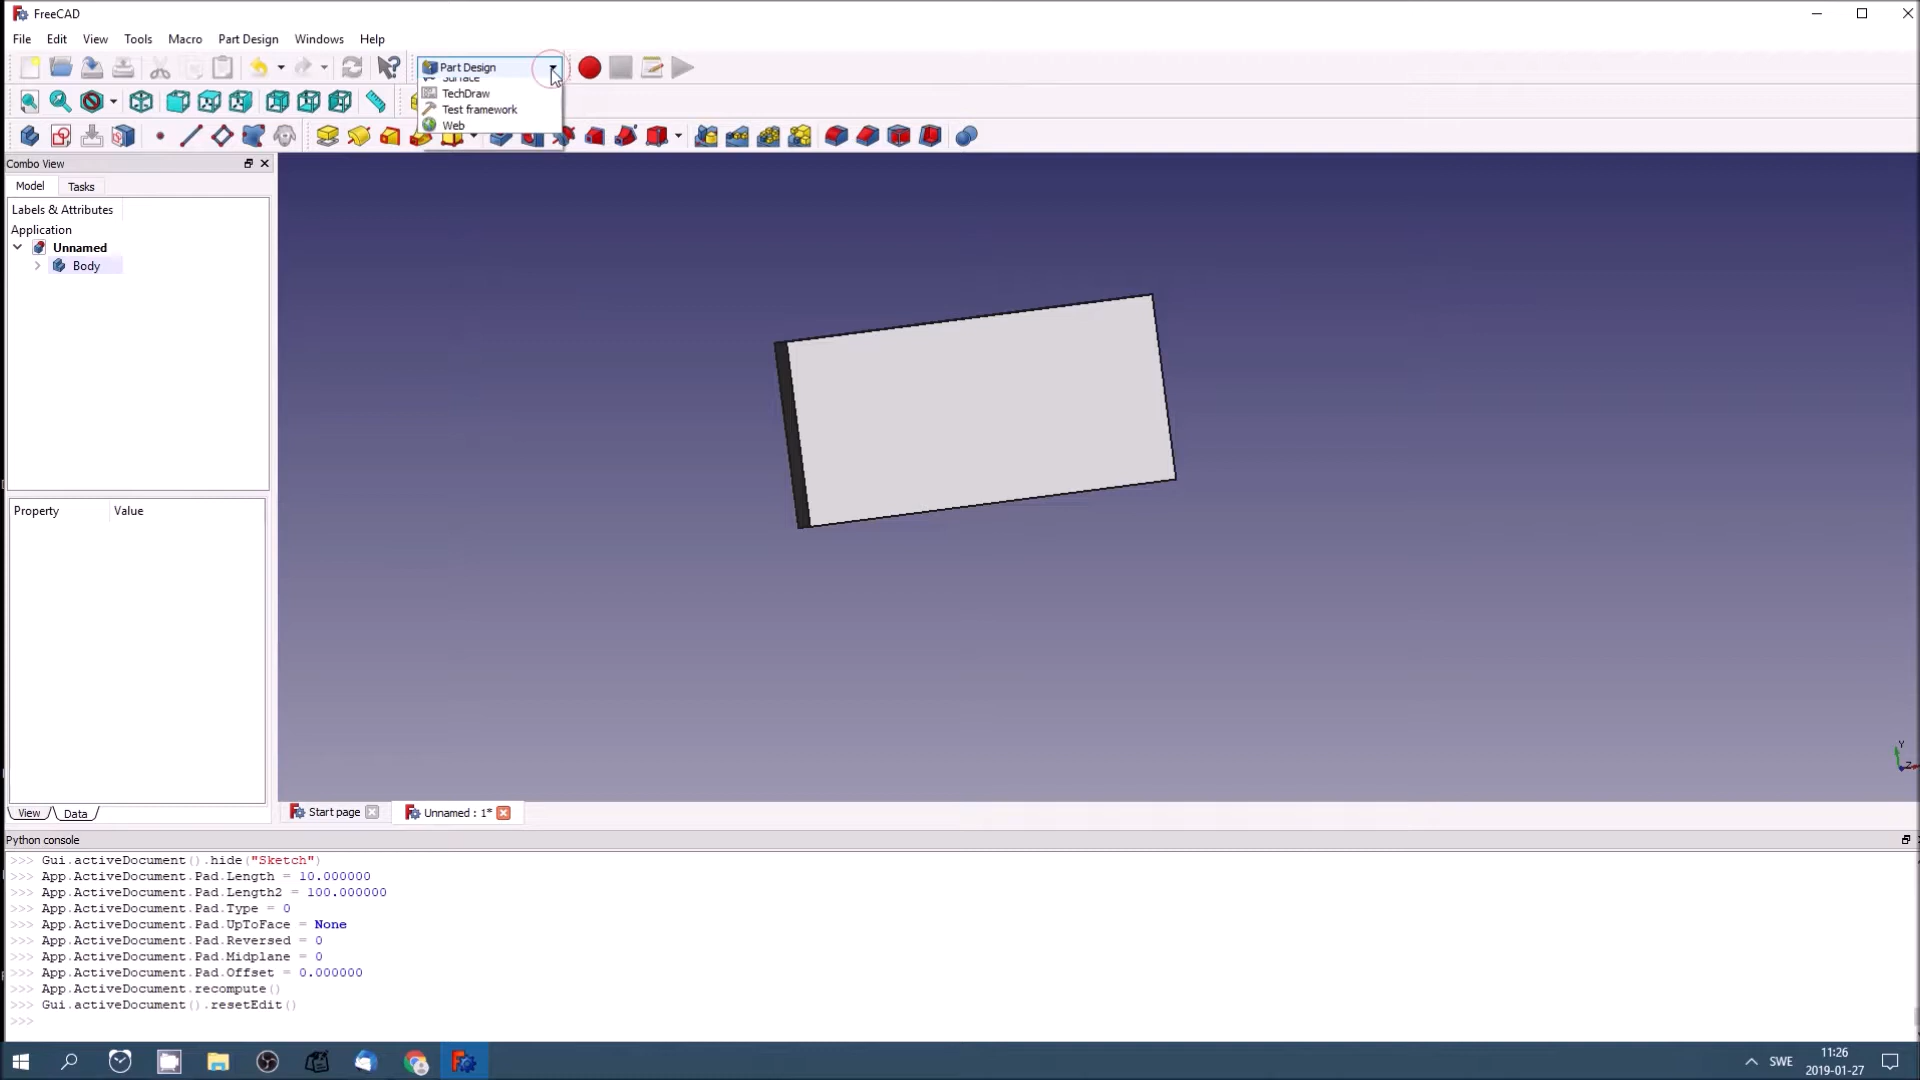 FreeCAD
File Edit View Tools Macro Part Design Windows Help
Part Design
Surface
TechDraw
Test framework
Web
Combo View
Model Tasks
Labels & Attributes
Application
Unnamed
Body
Property Value
View Data
Start page Unnamed : 1*
Y
Z
Python console
>>> Gui.activeDocument().hide("Sketch")
>>> App.ActiveDocument.Pad.Length = 10.000000
>>> App.ActiveDocument.Pad.Length2 = 100.000000
>>> App.ActiveDocument.Pad.Type = 0
>>> App.ActiveDocument.Pad.UpToFace = None
>>> App.ActiveDocument.Pad.Reversed = 0
>>> App.ActiveDocument.Pad.Midplane = 0
>>> App.ActiveDocument.Pad.Offset = 0.000000
>>> App.ActiveDocument.recompute()
>>> Gui.activeDocument().resetEdit()
>>>
SWE
11:26
2019-01-27